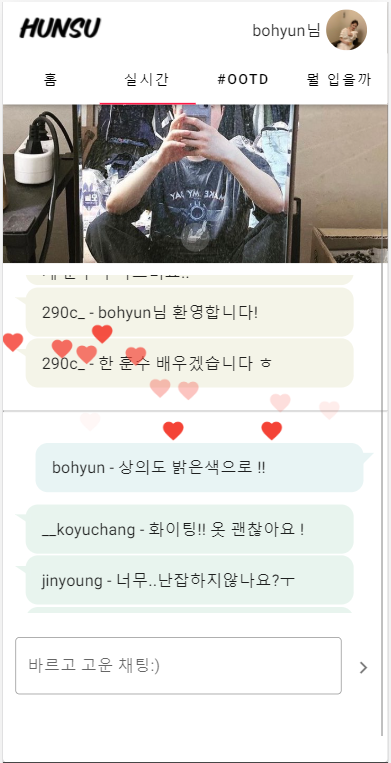 HUNSU
bohyun님
홈 실시간 #OOTD 뭘 입을까
MAKE MY JAY
290c_ - bohyun님 환영합니다!
290c_ - 한 훈수 배우겠습니다 ㅎ
bohyun - 상의도 밝은색으로 !!
__koyuchang - 화이팅!! 옷 괜찮아요 !
jinyoung - 너무..난잡하지않나요?ㅜ
바르고 고운 채팅:)